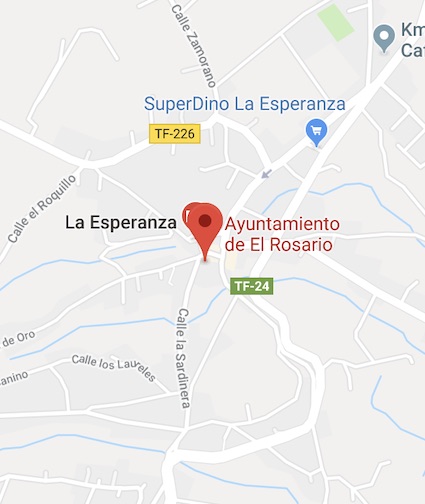 Calle Zamorano
Km
Cat
SuperDino La Esperanza
TF-226
Calle el Roquillo
La Esperanza
Ayuntamiento
de El Rosario
TF-24
de Oro
Calle la Sardinera
Calle los Laureles
anino